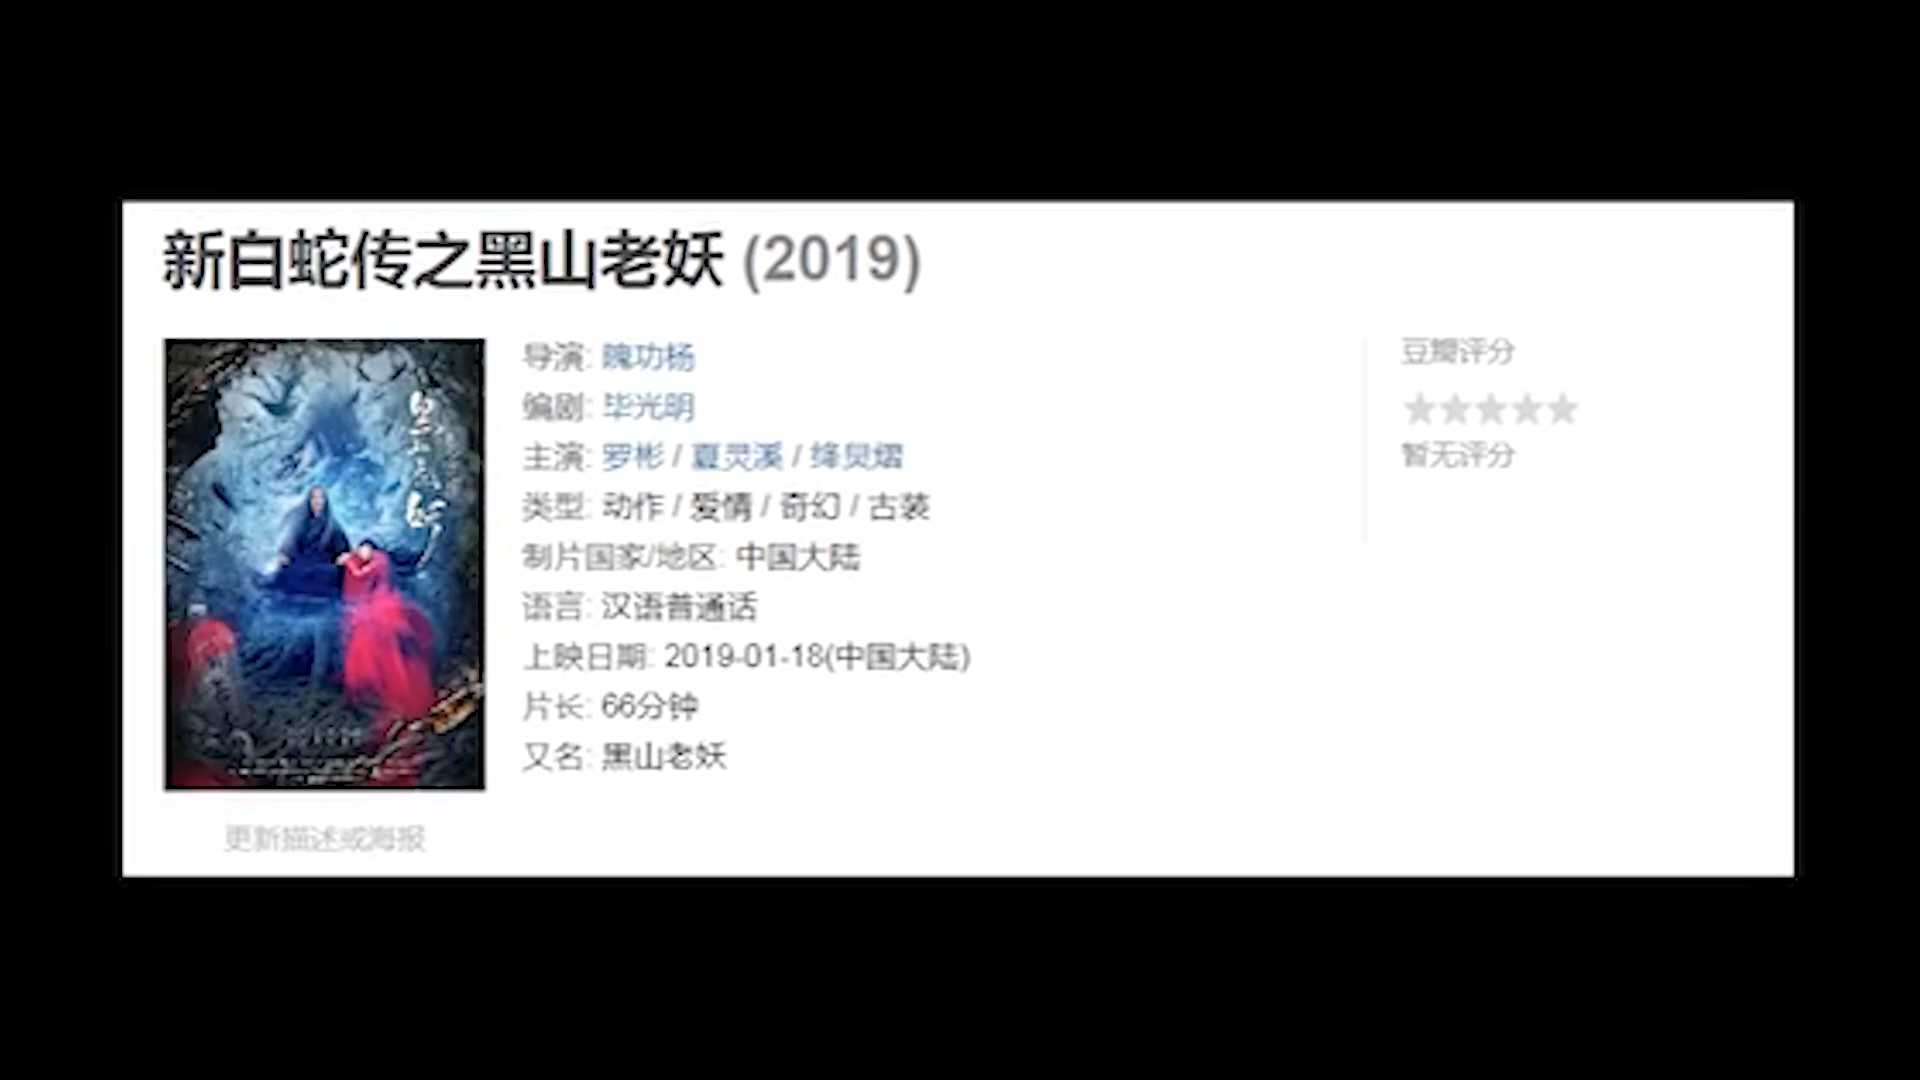 新白蛇传之黑山老妖 (2019)
导演: 隗功杨
编剧: 毕光明
主演: 罗彬 / 夏灵溪 / 绛炅熠
类型: 动作 / 爱情 / 奇幻 / 古装
制片国家/地区: 中国大陆
语言: 汉语普通话
上映日期: 2019-01-18(中国大陆)
片长: 66分钟
又名: 黑山老妖
豆瓣评分
暂无评分
更新描述或海报